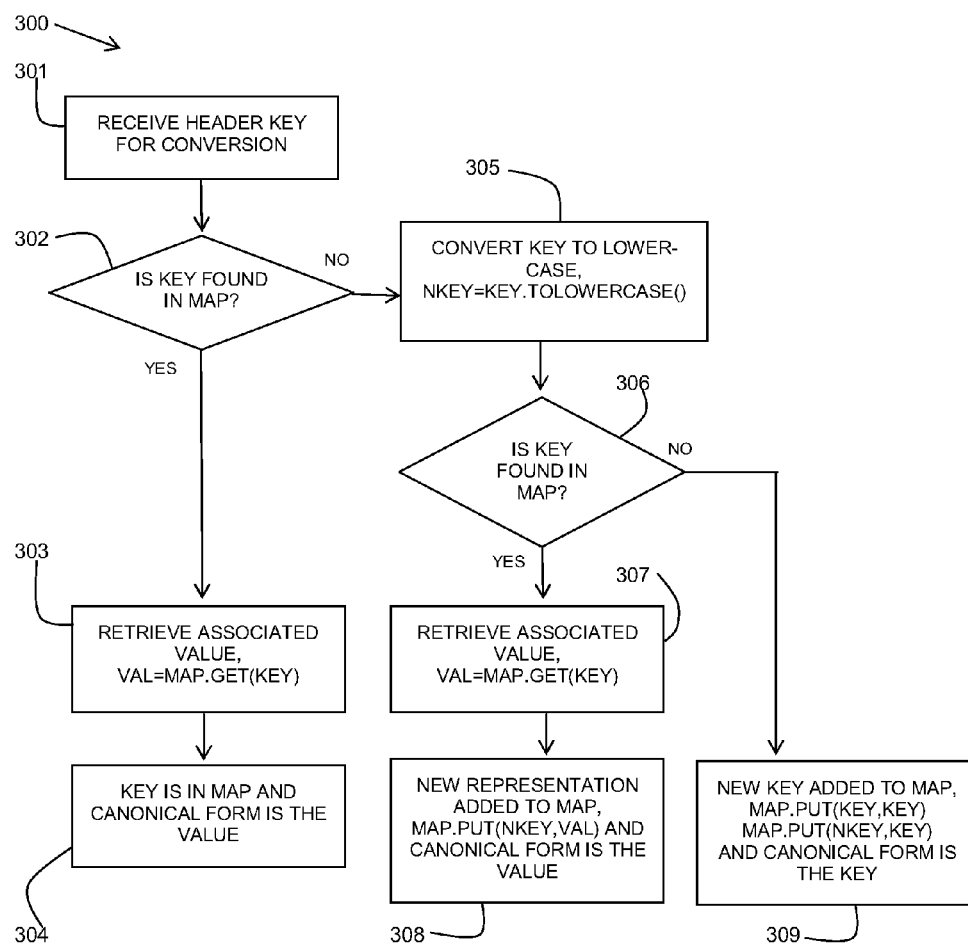 300
301
RECEIVE HEADER KEY
FOR CONVERSION
302
IS KEY FOUND
IN MAP?
NO
YES
305
CONVERT KEY TO LOWER-
CASE,
NKEY=KEY.TOLOWERCASE()
306
IS KEY
FOUND IN
MAP?
NO
YES
303
RETRIEVE ASSOCIATED
VALUE,
VAL=MAP.GET(KEY)
307
RETRIEVE ASSOCIATED
VALUE,
VAL=MAP.GET(KEY)
KEY IS IN MAP AND
CANONICAL FORM IS THE
VALUE
304
NEW REPRESENTATION
ADDED TO MAP,
MAP.PUT(NKEY,VAL) AND
CANONICAL FORM IS THE
VALUE
308
NEW KEY ADDED TO MAP,
MAP.PUT(KEY,KEY)
MAP.PUT(NKEY,KEY)
AND CANONICAL FORM IS
THE KEY
309